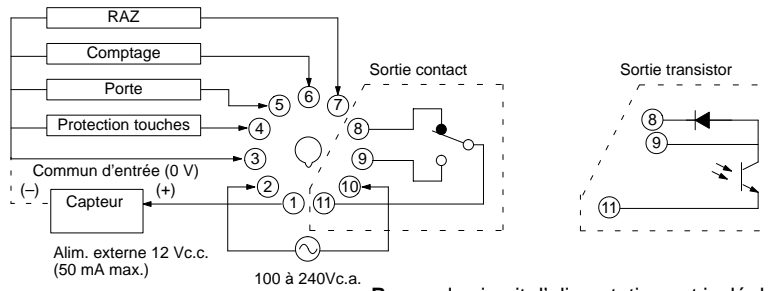 RAZ
Comptage
Porte
Protection touches
Commun d'entrée (0 V)
(–)
(+)
Capteur
Alim. externe 12 Vc.c.
(50 mA max.)
100 à 240Vc.a.
6
5
7
4
3
2
1
8
9
10
11
Sortie contact
Sortie transistor
8
9
11